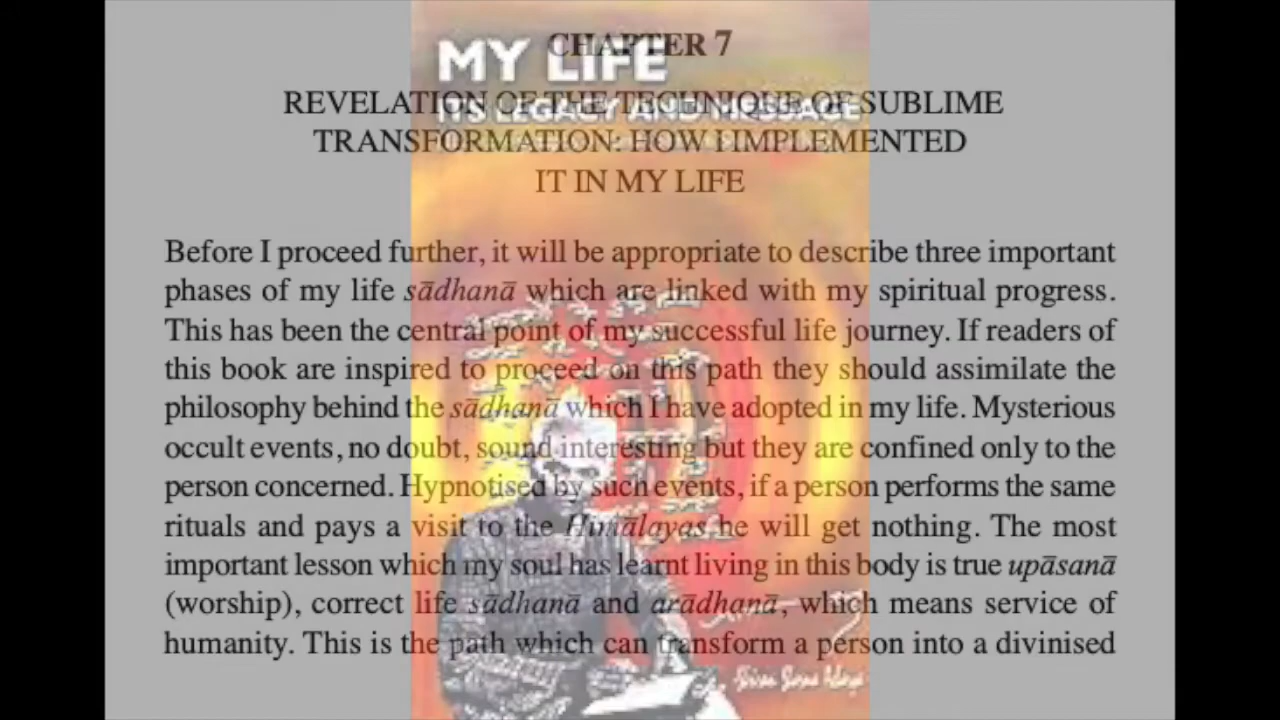 CHAPTER 7
MY LIFE
ITS LEGACY AND MESSAGE
REVELATION OF THE TECHNIQUE OF SUBLIME
TRANSFORMATION: HOW I IMPLEMENTED
IT IN MY LIFE
Before I proceed further, it will be appropriate to describe three important
phases of my life sādhanā which are linked with my spiritual progress.
This has been the central point of my successful life journey. If readers of
this book are inspired to proceed on this path they should assimilate the
philosophy behind the sādhanā which I have adopted in my life. Mysterious
occult events, no doubt, sound interesting but they are confined only to the
person concerned. Hypnotised by such events, if a person performs the same
rituals and pays a visit to the Himālayas he will get nothing. The most
important lesson which my soul has learnt living in this body is true upāsanā
(worship), correct life sādhanā and arādhanā, which means service of
humanity. This is the path which can transform a person into a divinised